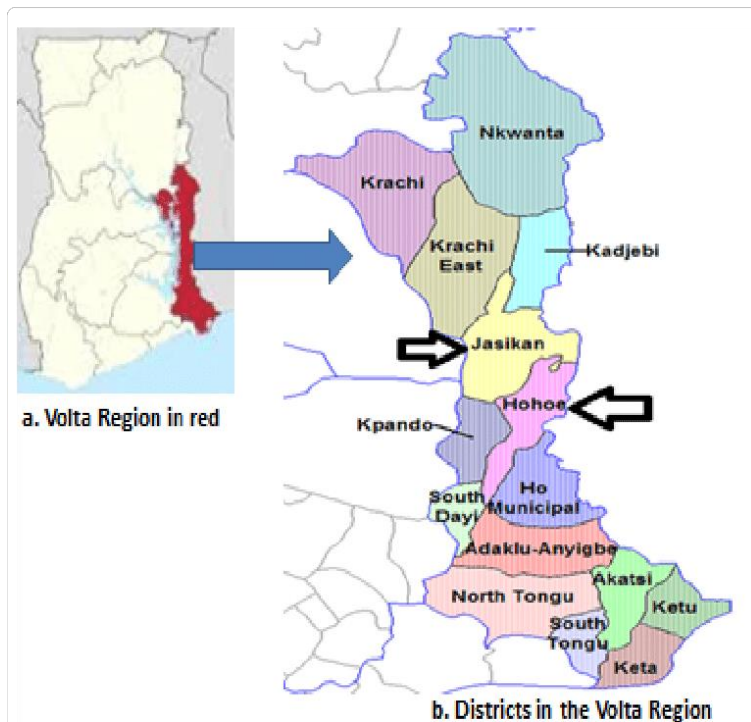 Nkwanta
Krachi
Krachi
East
Kadjebi
Jasikan
Hohoe
Kpando
a. Volta Region in red
Ho
Municipal
South
Dayi
Adaklu-Anyigbe
Akatsi
North Tongu
Ketu
South
Tongu
Keta
b. Districts in the Volta Region